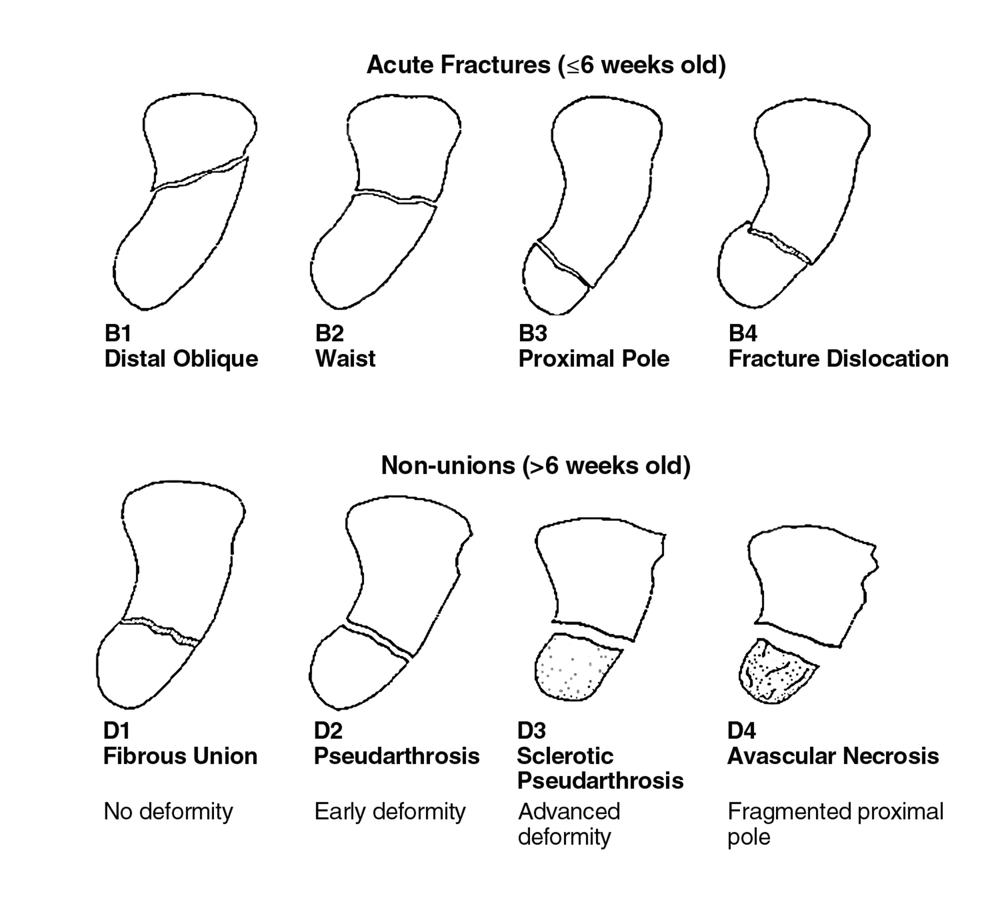 Acute Fractures (≤6 weeks old)
B1
Distal Oblique
B2
Waist
B3
Proximal Pole
B4
Fracture Dislocation
Non-unions (>6 weeks old)
D1
Fibrous Union
No deformity
D2
Pseudarthrosis
Early deformity
D3
Sclerotic
Pseudarthrosis
Advanced
deformity
D4
Avascular Necrosis
Fragmented proximal
pole